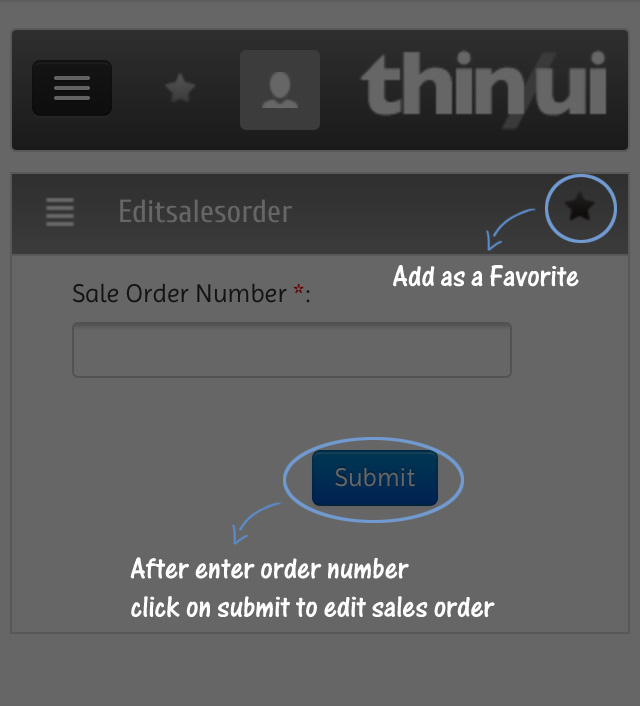 thinui
Editsalesorder
Add as a Favorite
Sale Order Number *:
Submit
After enter order number
click on submit to edit sales order